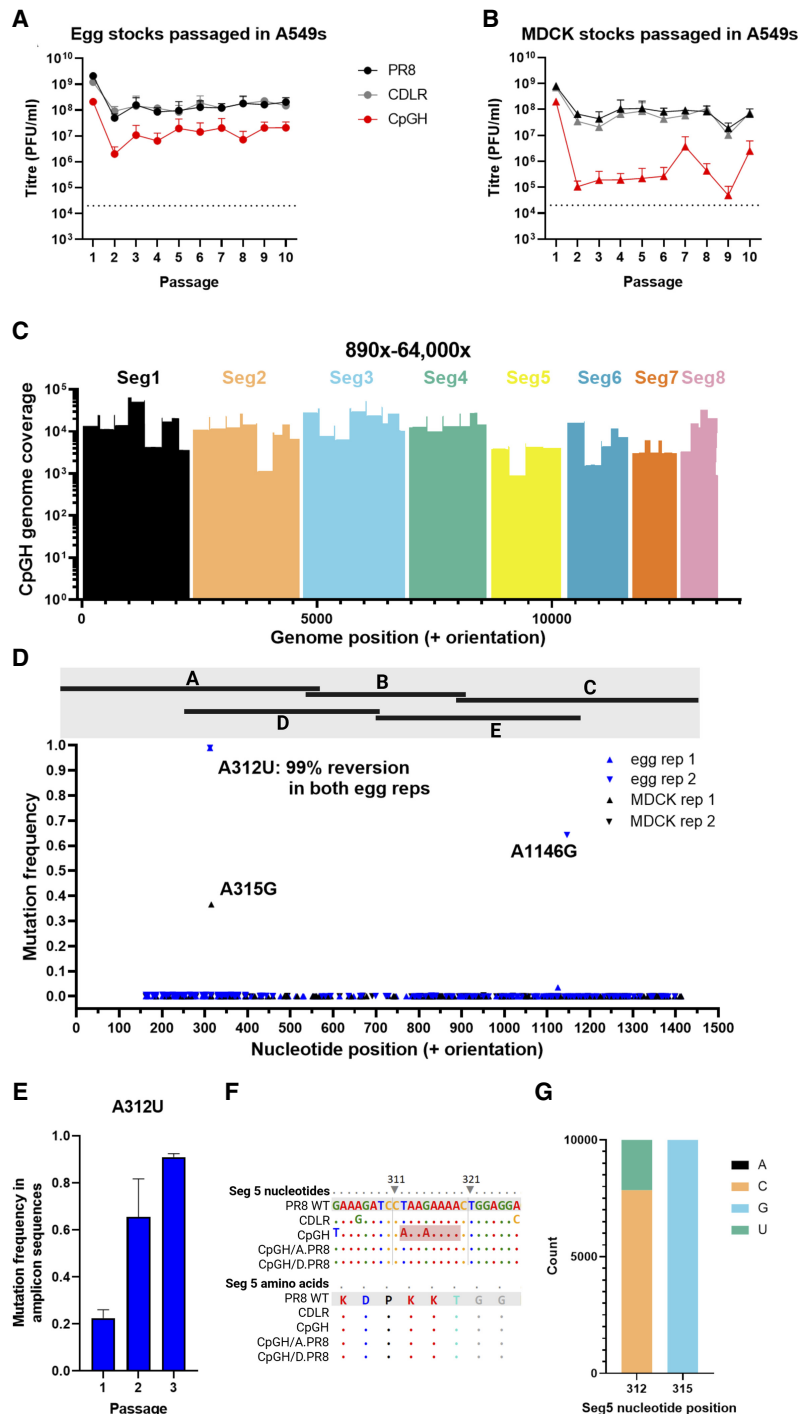 A
Egg stocks passaged in A549s
Titre (PFU/ml)
10^10
10^9
10^8
10^7
10^6
10^5
10^4
10^3
1 2 3 4 5 6 7 8 9 10
Passage
PR8
CDLR
CpGH
B
MDCK stocks passaged in A549s
Titre (PFU/ml)
10^10
10^9
10^8
10^7
10^6
10^5
10^4
10^3
1 2 3 4 5 6 7 8 9 10
Passage
C
890x-64,000x
Seg1 Seg2 Seg3 Seg4 Seg5 Seg6 Seg7 Seg8
CpGH genome coverage
10^5
10^4
10^3
10^2
10^1
10^0
0 5000 10000
Genome position (+ orientation)
D
A
B
C
D
E
Mutation frequency
1.0
0.9
0.8
0.7
0.6
0.5
0.4
0.3
0.2
0.1
0.0
A312U: 99% reversion
in both egg reps
A315G
A1146G
egg rep 1
egg rep 2
MDCK rep 1
MDCK rep 2
0 100 200 300 400 500 600 700 800 900 1000 1100 1200 1300 1400 1500
Nucleotide position (+ orientation)
E
A312U
Mutation frequency in
amplicon sequences
1.0
0.8
0.6
0.4
0.2
0.0
1 2 3
Passage
F
311 321
Seg 5 nucleotides
PR8 WT GAAAGATCCTAAGAAAACTGGAGGA
CDLR ...G....................C
CpGH T........A..A............
CpGH/A.PR8 .........................
CpGH/D.PR8 .........................
Seg 5 amino acids
PR8 WT K D P K K T G G
CDLR . . . . . . . .
CpGH . . . . . . . .
CpGH/A.PR8 . . . . . . . .
CpGH/D.PR8 . . . . . . . .
G
Count
10000
5000
0
312 315
Seg5 nucleotide position
A
C
G
U